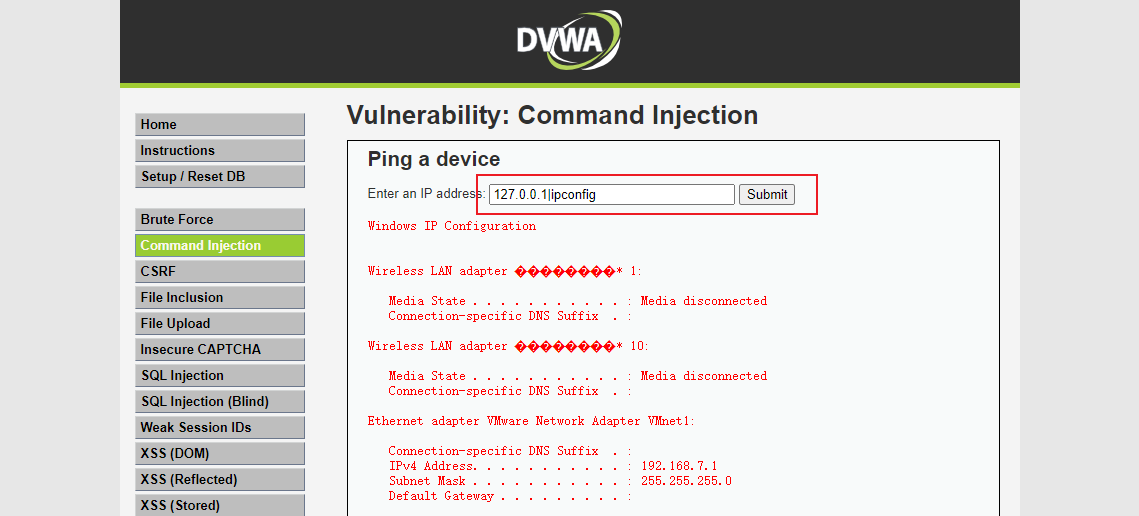 DVWA
Vulnerability: Command Injection
Home
Instructions
Setup / Reset DB
Brute Force
Command Injection
CSRF
File Inclusion
File Upload
Insecure CAPTCHA
SQL Injection
SQL Injection (Blind)
Weak Session IDs
XSS (DOM)
XSS (Reflected)
XSS (Stored)
Ping a device
Enter an IP address: 127.0.0.1|ipconfig Submit
Windows IP Configuration
Wireless LAN adapter ��������* 1:
Media State . . . . . . . . . . . : Media disconnected
Connection-specific DNS Suffix  . :
Wireless LAN adapter ��������* 10:
Media State . . . . . . . . . . . : Media disconnected
Connection-specific DNS Suffix  . :
Ethernet adapter VMware Network Adapter VMnet1:
Connection-specific DNS Suffix  . :
IPv4 Address. . . . . . . . . . . : 192.168.7.1
Subnet Mask . . . . . . . . . . . : 255.255.255.0
Default Gateway . . . . . . . . . :